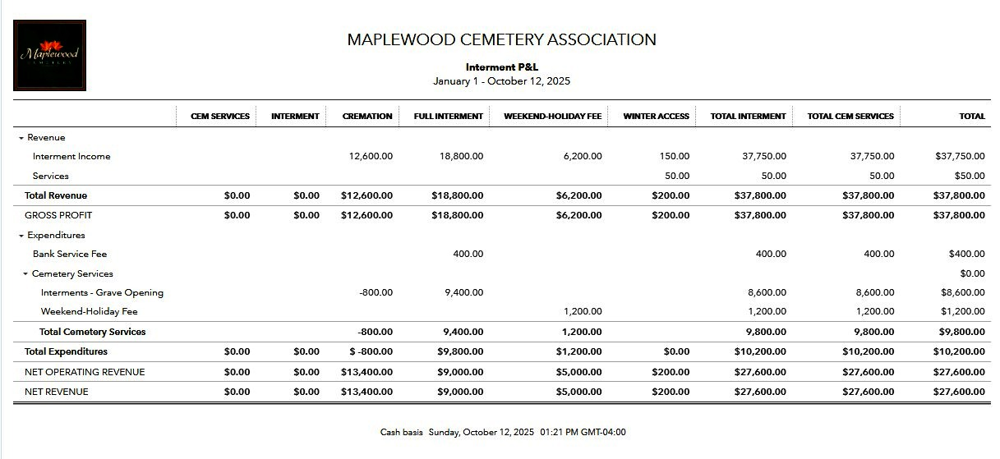 Maplewood
CEMETERY
MAPLEWOOD CEMETERY ASSOCIATION
Interment P&L
January 1 - October 12, 2025
CEM SERVICES INTERMENT CREMATION FULL INTERMENT WEEKEND-HOLIDAY FEE WINTER ACCESS TOTAL INTERMENT TOTAL CEM SERVICES TOTAL
Revenue
Interment Income 12,600.00 18,800.00 6,200.00 150.00 37,750.00 37,750.00 $37,750.00
Services 50.00 50.00 50.00 $50.00
Total Revenue $0.00 $0.00 $12,600.00 $18,800.00 $6,200.00 $200.00 $37,800.00 $37,800.00 $37,800.00
GROSS PROFIT $0.00 $0.00 $12,600.00 $18,800.00 $6,200.00 $200.00 $37,800.00 $37,800.00 $37,800.00
Expenditures
Bank Service Fee 400.00 400.00 400.00 $400.00
Cemetery Services $0.00
Interments - Grave Opening -800.00 9,400.00 8,600.00 8,600.00 $8,600.00
Weekend-Holiday Fee 1,200.00 1,200.00 1,200.00 $1,200.00
Total Cemetery Services -800.00 9,400.00 1,200.00 9,800.00 9,800.00 $9,800.00
Total Expenditures $0.00 $0.00 $ -800.00 $9,800.00 $1,200.00 $0.00 $10,200.00 $10,200.00 $10,200.00
NET OPERATING REVENUE $0.00 $0.00 $13,400.00 $9,000.00 $5,000.00 $200.00 $27,600.00 $27,600.00 $27,600.00
NET REVENUE $0.00 $0.00 $13,400.00 $9,000.00 $5,000.00 $200.00 $27,600.00 $27,600.00 $27,600.00
Cash basis Sunday, October 12, 2025 01:21 PM GMT-04:00